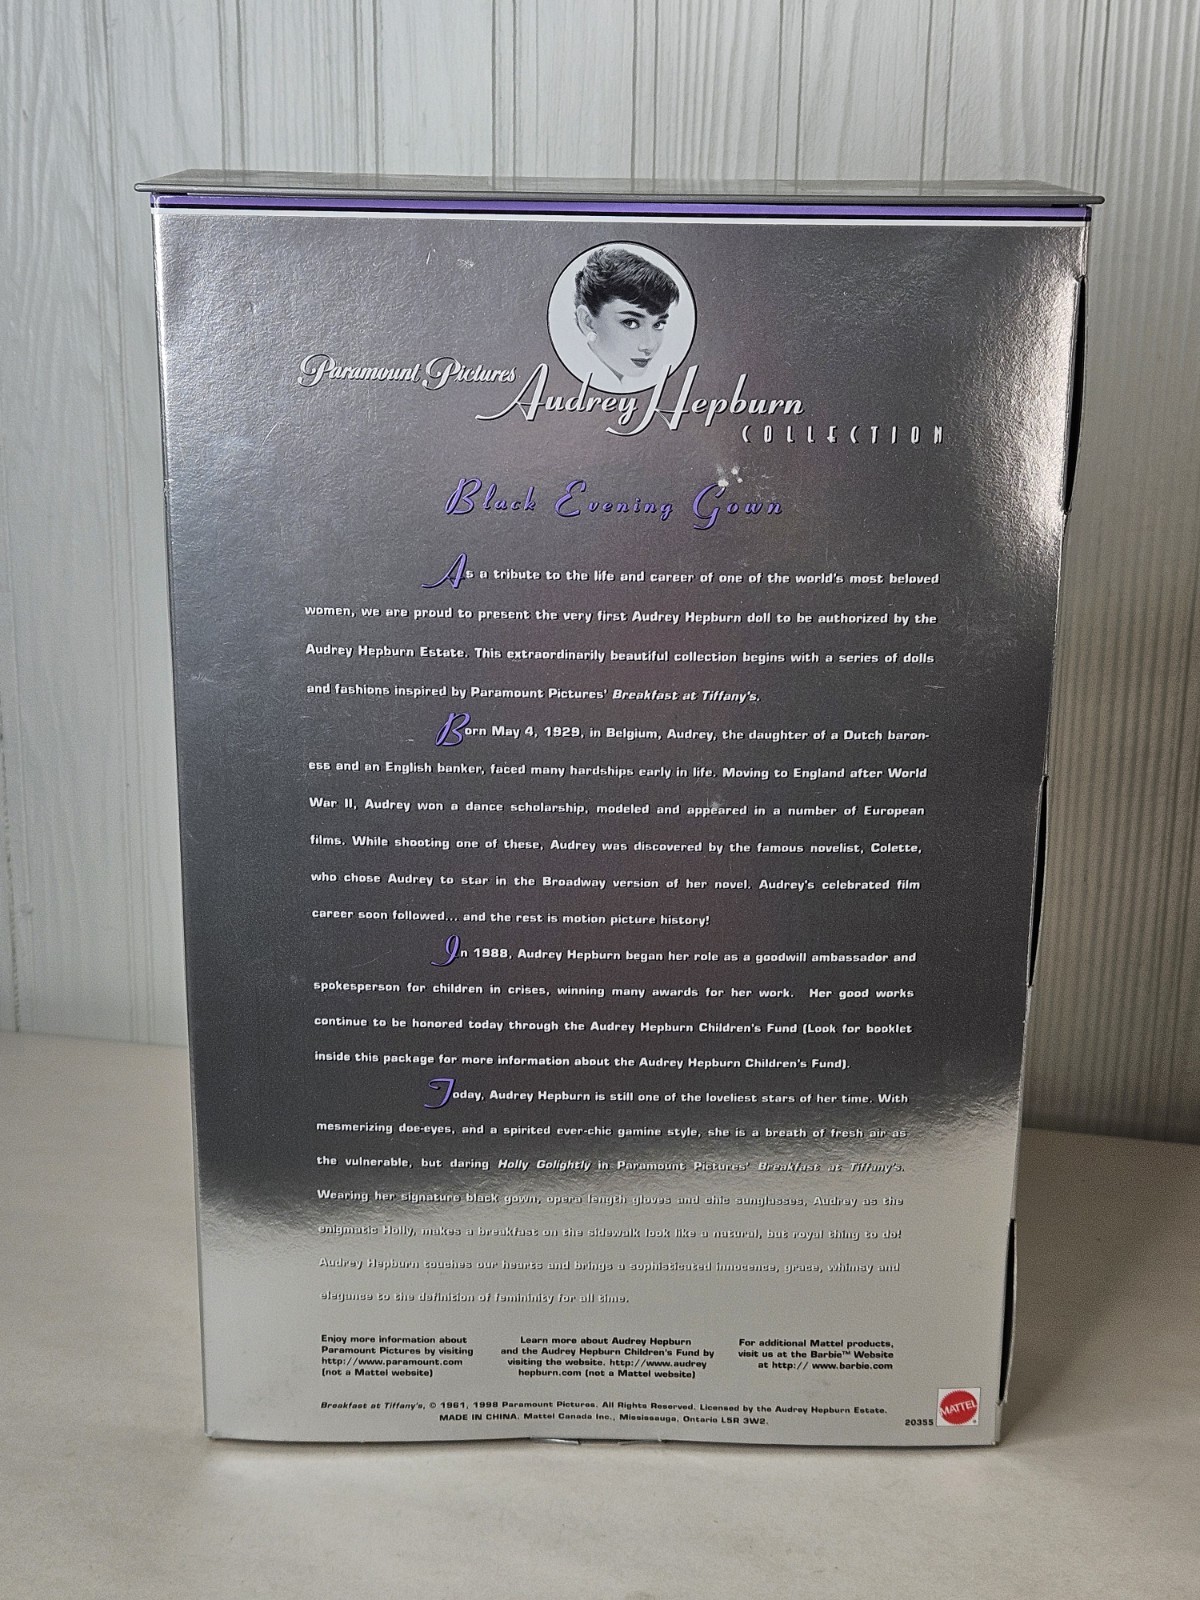 Paramount Pictures
Audrey Hepburn
COLLECTION
Black Evening Gown
As a tribute to the life and career of one of the world's most beloved
women, we are proud to present the very first Audrey Hepburn doll to be authorized by the
Audrey Hepburn Estate. This extraordinarily beautiful collection begins with a series of dolls
and fashions inspired by Paramount Pictures' Breakfast at Tiffany's.
Born May 4, 1929, in Belgium, Audrey, the daughter of a Dutch baron-
ess and an English banker, faced many hardships early in life. Moving to England after World
War II, Audrey won a dance scholarship, modeled and appeared in a number of European
films. While shooting one of these, Audrey was discovered by the famous novelist, Colette,
who chose Audrey to star in the Broadway version of her novel. Audrey's celebrated film
career soon followed... and the rest is motion picture history!
In 1988, Audrey Hepburn began her role as a goodwill ambassador and
spokesperson for children in crises, winning many awards for her work. Her good works
continue to be honored today through the Audrey Hepburn Children's Fund (Look for booklet
inside this package for more information about the Audrey Hepburn Children's Fund).
Today, Audrey Hepburn is still one of the loveliest stars of her time. With
mesmerizing doe-eyes, and a spirited ever-chic gamine style, she is a breath of fresh air as
the vulnerable, but daring Holly Golightly in Paramount Pictures' Breakfast at Tiffany's.
Wearing her signature black gown, opera length gloves and chic sunglasses, Audrey as the
enigmatic Holly, makes a breakfast on the sidewalk look like a natural, but royal thing to do!
Audrey Hepburn touches our hearts and brings a sophisticated innocence, grace, whimsy and
elegance to the definition of femininity for all time.
Enjoy more information about
Paramount Pictures by visiting
http://www.paramount.com
(not a Mattel website)
Learn more about Audrey Hepburn
and the Audrey Hepburn Children's Fund by
visiting the website. http://www.audrey
hepburn.com (not a Mattel website)
For additional Mattel products,
visit us at the Barbie™ Website
at http:// www.barbie.com
Breakfast at Tiffany's, © 1961, 1998 Paramount Pictures. All Rights Reserved. Licensed by the Audrey Hepburn Estate.
MADE IN CHINA. Mattel Canada Inc., Mississauga, Ontario L5R 3W2.
20355
MATTEL